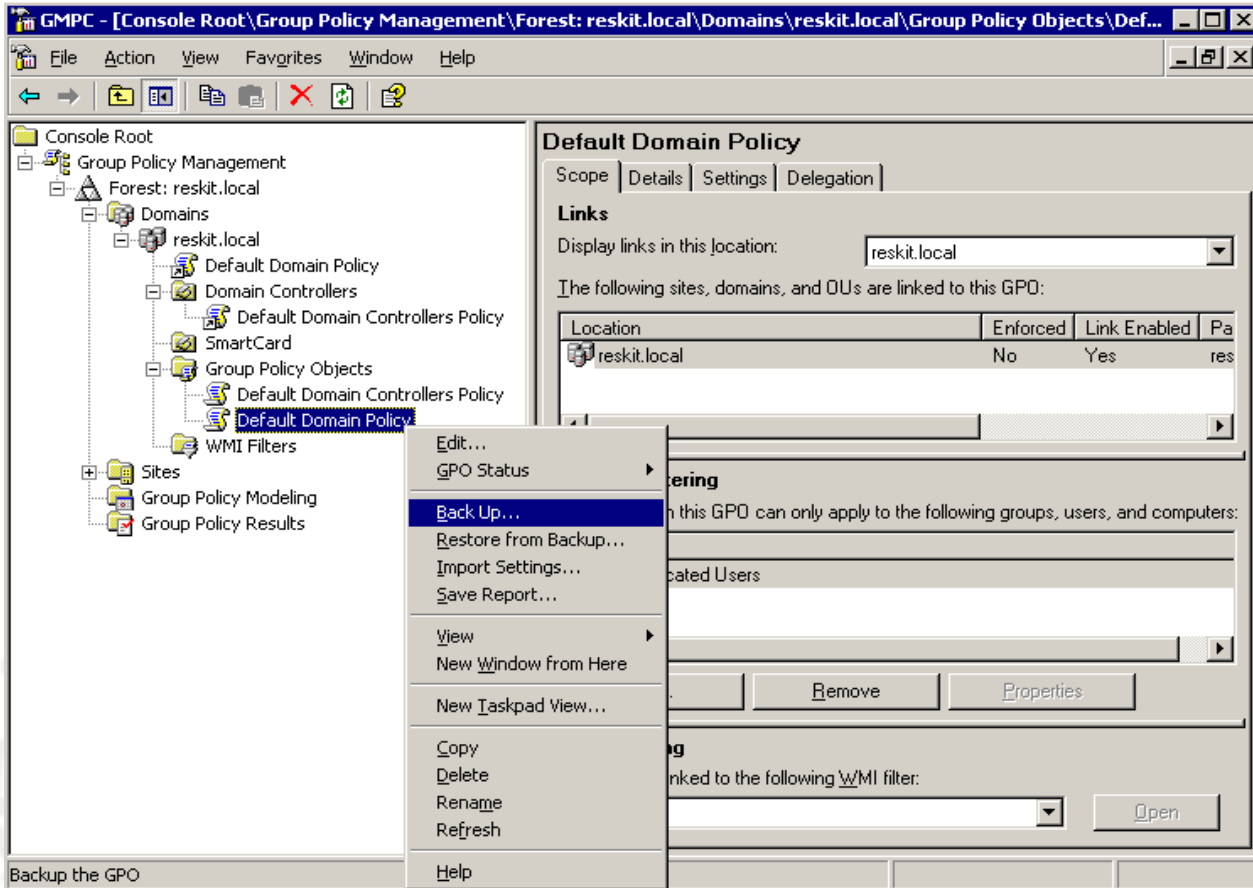 GMPC - [Console Root\Group Policy Management\Forest: reskit.local\Domains\reskit.local\Group Policy Objects\Def...
File Action View Favorites Window Help
Console Root
Group Policy Management
Forest: reskit.local
Domains
reskit.local
Default Domain Policy
Domain Controllers
Default Domain Controllers Policy
SmartCard
Group Policy Objects
Default Domain Controllers Policy
Default Domain Policy
WMI Filters
Sites
Group Policy Modeling
Group Policy Results
Edit...
GPO Status
Back Up...
Restore from Backup...
Import Settings...
Save Report...
View
New Window from Here
New Taskpad View...
Copy
Delete
Rename
Refresh
Help
Default Domain Policy
Scope Details Settings Delegation
Links
Display links in this location: reskit.local
The following sites, domains, and OUs are linked to this GPO:
Location Enforced Link Enabled Pa
reskit.local No Yes res
ering
n this GPO can only apply to the following groups, users, and computers:
cated Users
. Remove Properties
ng
nked to the following WMI filter:
Open
Backup the GPO